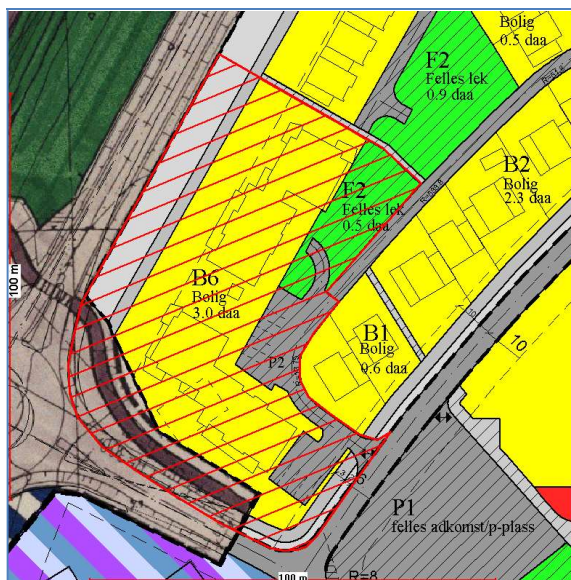 Bolig
0.5 daa
F2
Felles lek
0.9 daa
B2
Bolig
2.3 daa
F2
Felles lek
0.5 daa
B6
Bolig
3.0 daa
100 m
B1
Bolig
0.6 daa
10
P2
P1
felles adkomst/p-plass
100 m
R=8